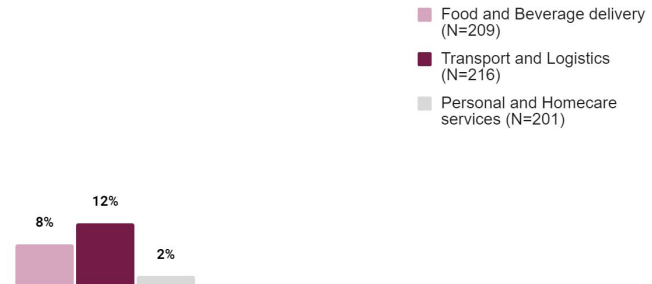 Food and Beverage delivery
(N=209)
Transport and Logistics
(N=216)
Personal and Homecare
services (N=201)
12%
8%
2%